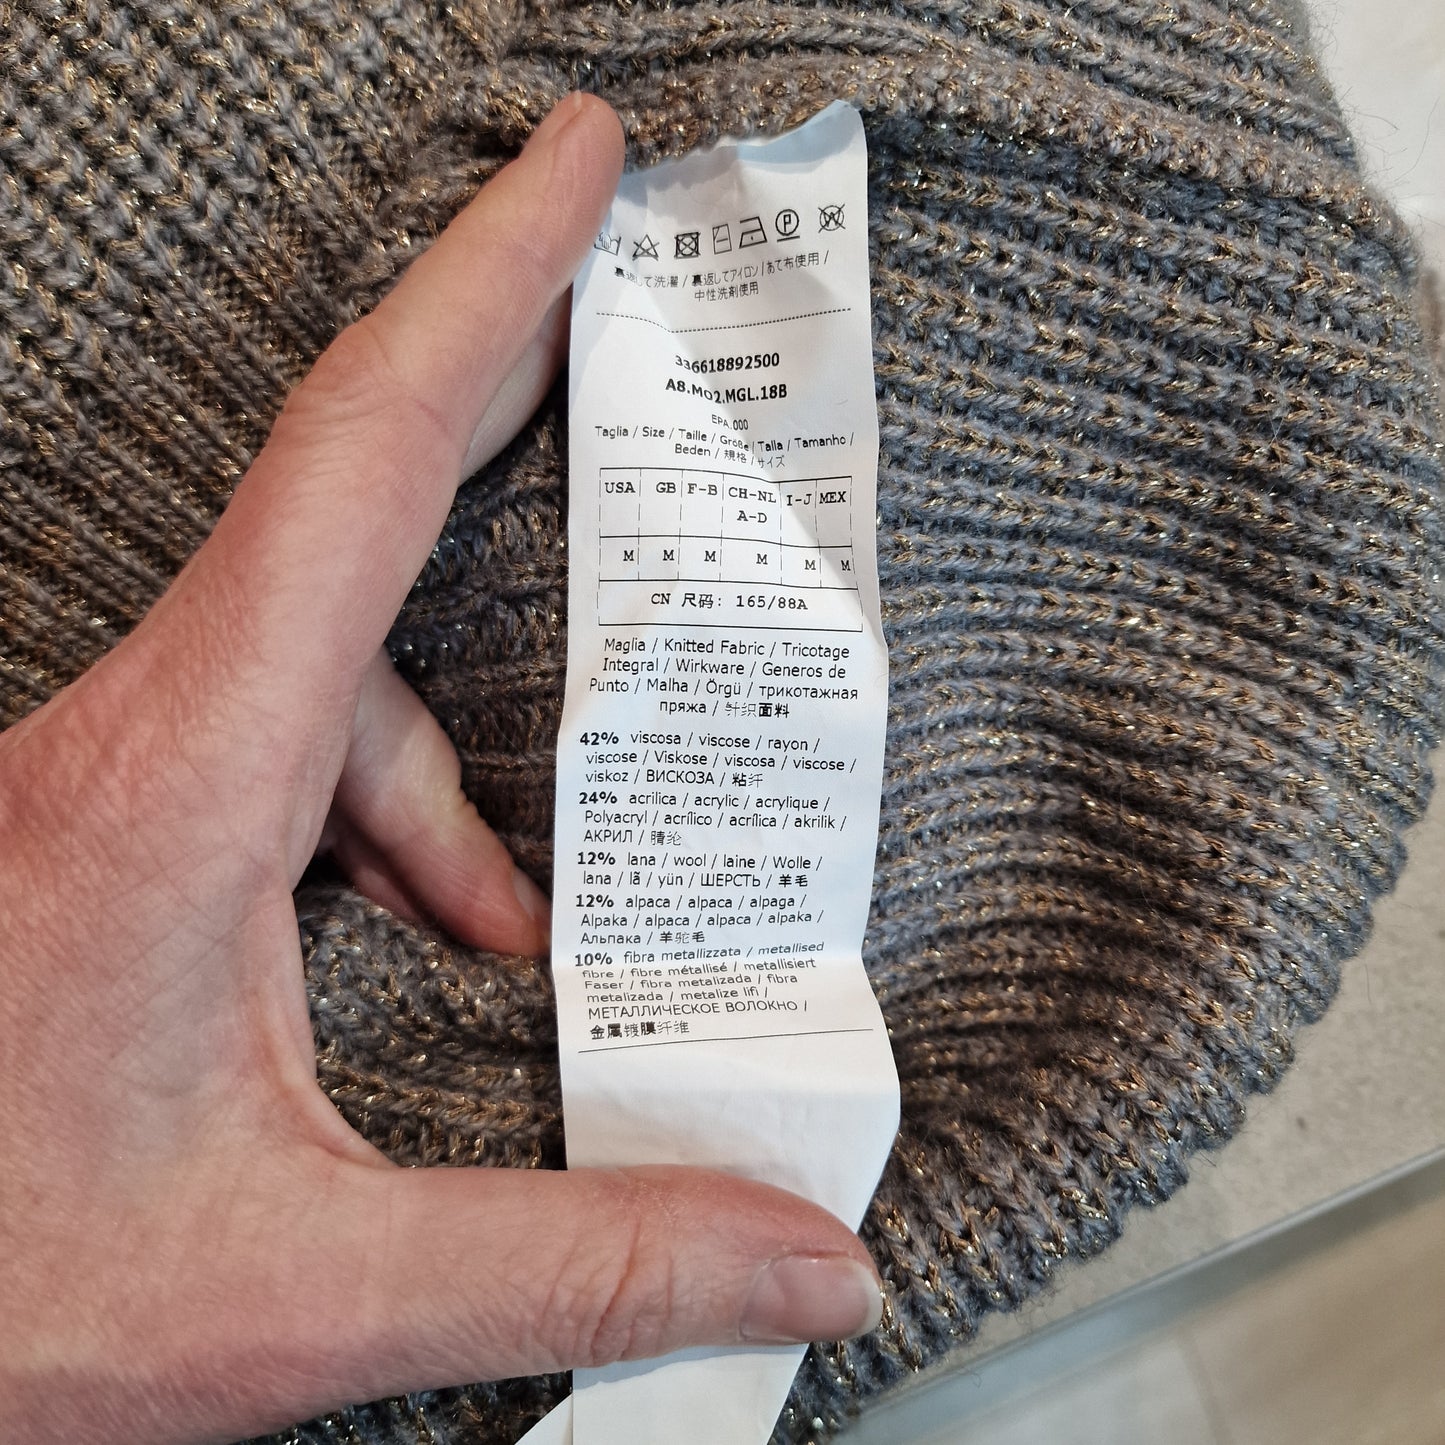 裏返して洗濯 / 裏返してアイロン / あて布使用 /
中性洗剤使用
336618892500
A8.M02.MGL.18B
EPA.000
Taglia / Size / Taille / Größe / Talla / Tamanho /
Beden / 規格 / サイズ
USA GB F-B CH-NL I-J MEX
A-D
M M M M M M
CN 尺码: 165/88A
Maglia / Knitted Fabric / Tricotage
Integral / Wirkware / Generos de
Punto / Malha / Örgü / трикотажная
пряжа / 针织面料
42% viscosa / viscose / rayon /
viscose / Viskose / viscosa / viscose /
viskoz / ВИСКОЗА / 粘纤
24% acrilica / acrylic / acrylique /
Polyacryl / acrílico / acrílica / akrilik /
АКРИЛ / 腈纶
12% lana / wool / laine / Wolle /
lana / lã / yün / ШЕРСТЬ / 羊毛
12% alpaca / alpaca / alpaga /
Alpaka / alpaca / alpaca / alpaka /
Альпака / 羊驼毛
10% fibra metallizzata / metallised
fibre / fibre métallisé / metallisiert
Faser / fibra metalizada / fibra
metalizada / metalize lifi /
МЕТАЛЛИЧЕСКОЕ ВОЛОКНО /
金属镀膜纤维